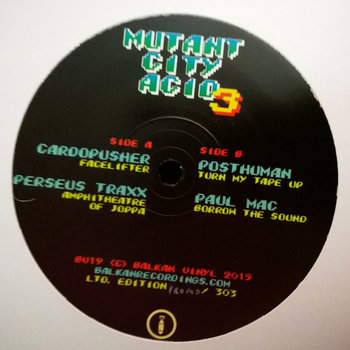 MUTANT
CITY
ACID 3
SIDE A
CARDOPUSHER
FACELIFTER
PERSEUS TRAXX
AMPHITHEATRE
OF JOPPA
SIDE B
POSTHUMAN
TURN MY TAPE UP
PAUL MAC
BORROW THE SOUND
BV19 (C) BALKAN VINYL 2015
BALKANRECORDINGS.COM
LTD. EDITION PROMO / 303